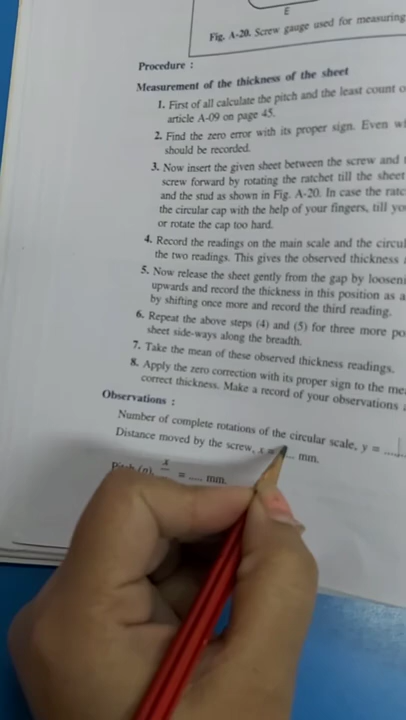 E
Fig. A-20. Screw gauge used for measuring
Procedure :
Measurement of the thickness of the sheet
1. First of all calculate the pitch and the least count
article A-09 on page 45.
2. Find the zero error with its proper sign. Even
should be recorded.
3. Now insert the given sheet between the screw and
screw forward by rotating the ratchet till the sheet
and the stud as shown in Fig. A-20. In case the
the circular cap with the help of your fingers, till
or rotate the cap too hard.
4. Record the readings on the main scale and the
the two readings. This gives the observed thickness
5. Now release the sheet gently from the gap by
upwards and record the thickness in this position as a
by shifting once more and record the third reading.
6. Repeat the above steps (4) and (5) for three more
sheet side-ways along the breadth.
7. Take the mean of these observed thickness readings.
8. Apply the zero correction with its proper sign to the
correct thickness. Make a record of your observations
Observations :
Number of complete rotations of the circular scale, y = ....
Distance moved by the screw, x = .... mm.
x
= .... mm.